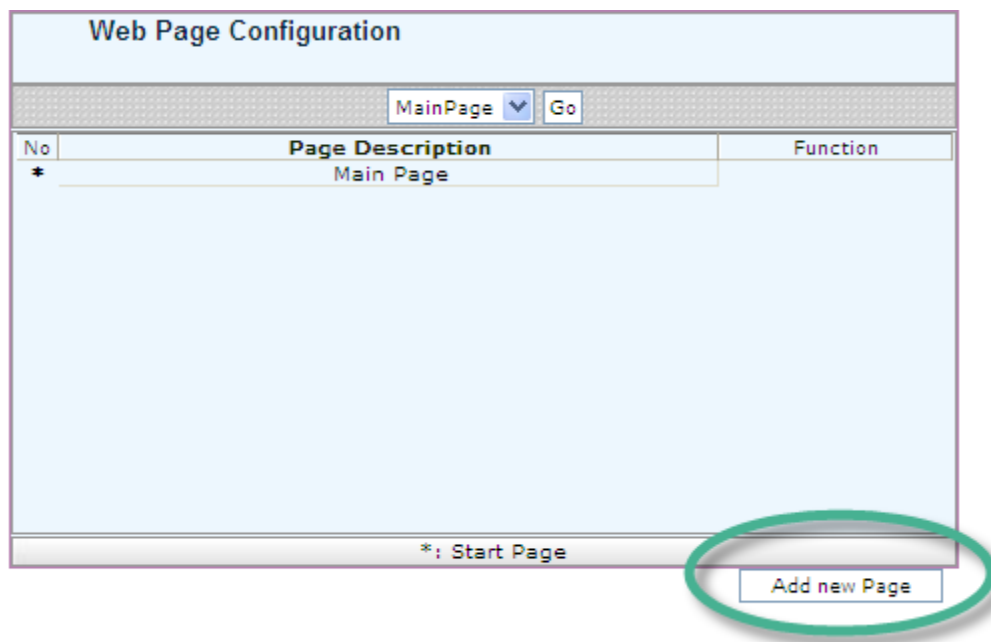 Web Page Configuration
MainPage Go
No Page Description Function
* Main Page
*: Start Page
Add new Page